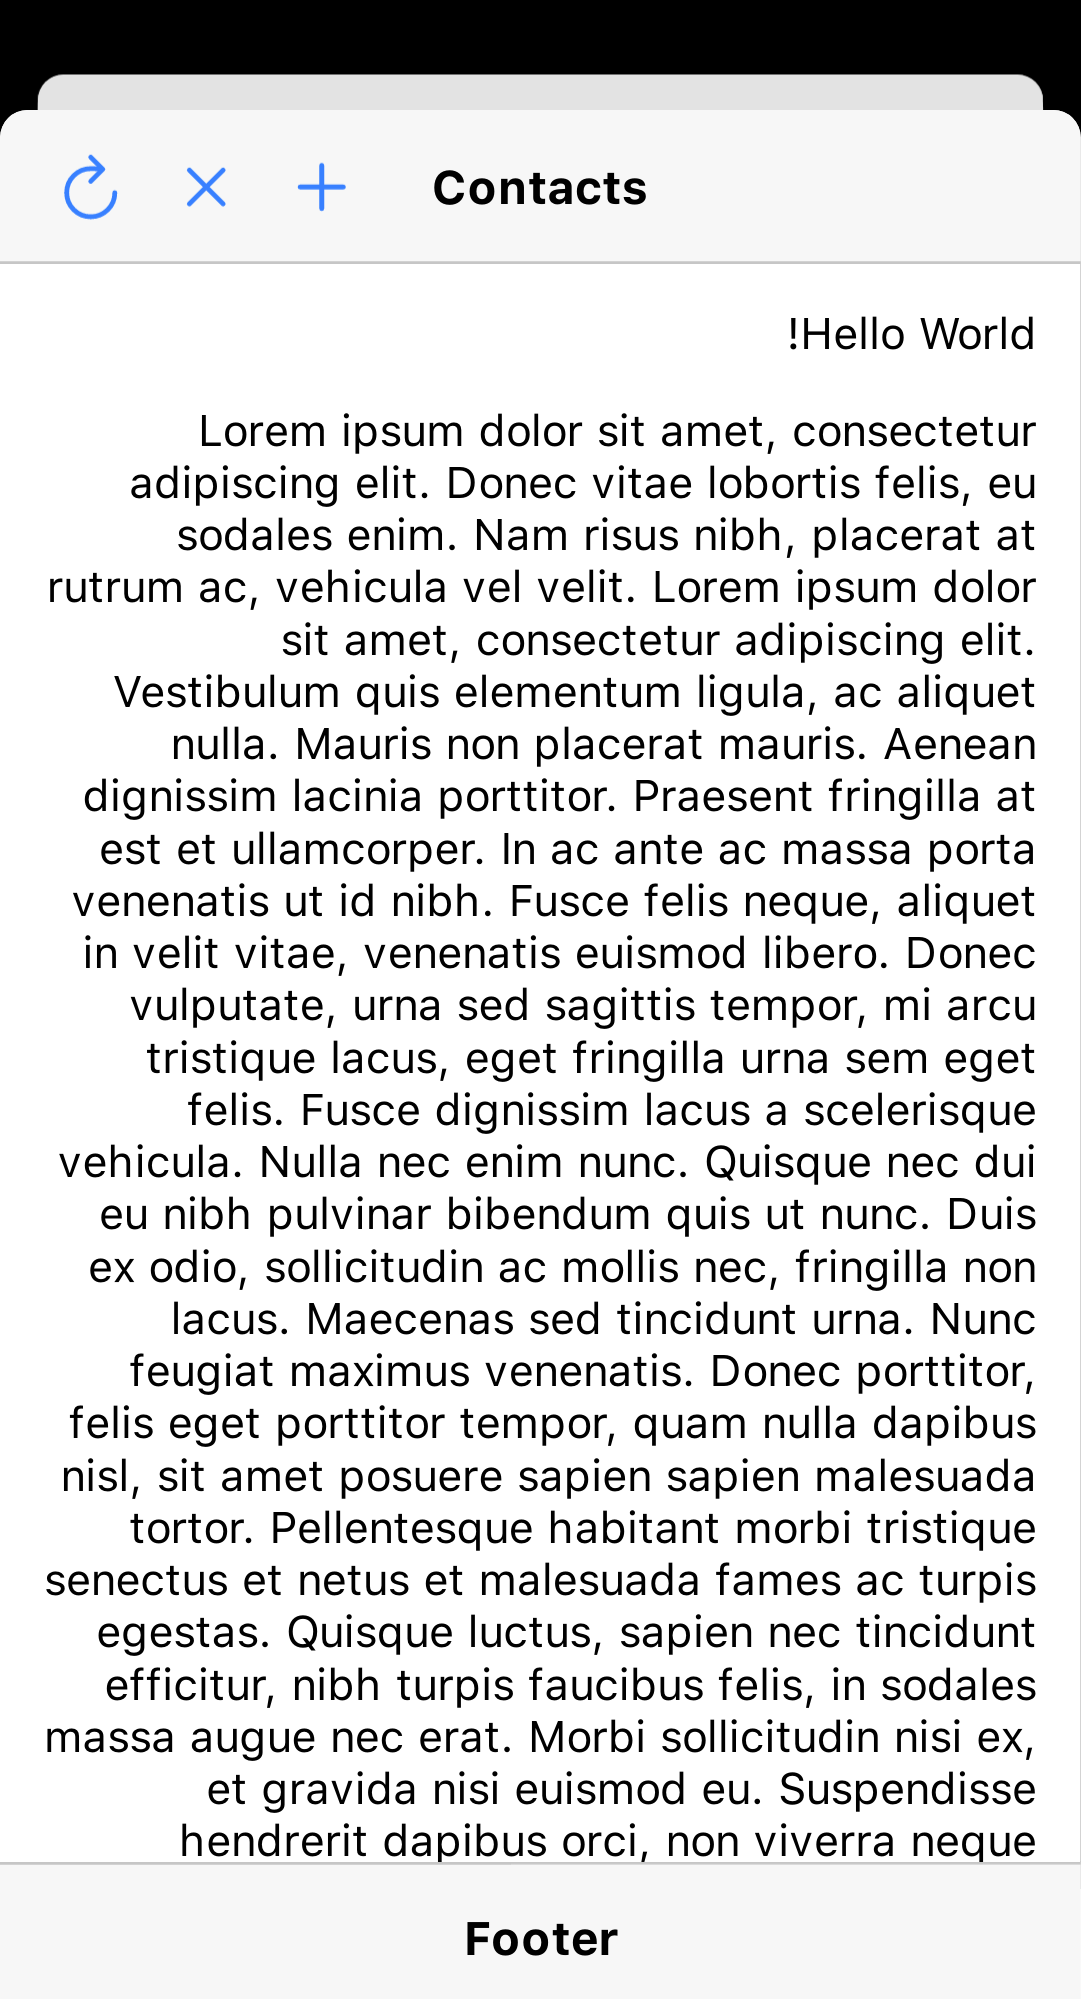 Contacts
!Hello World
Lorem ipsum dolor sit amet, consectetur
adipiscing elit. Donec vitae lobortis felis, eu
sodales enim. Nam risus nibh, placerat at
rutrum ac, vehicula vel velit. Lorem ipsum dolor
sit amet, consectetur adipiscing elit.
Vestibulum quis elementum ligula, ac aliquet
nulla. Mauris non placerat mauris. Aenean
dignissim lacinia porttitor. Praesent fringilla at
est et ullamcorper. In ac ante ac massa porta
venenatis ut id nibh. Fusce felis neque, aliquet
in velit vitae, venenatis euismod libero. Donec
vulputate, urna sed sagittis tempor, mi arcu
tristique lacus, eget fringilla urna sem eget
felis. Fusce dignissim lacus a scelerisque
vehicula. Nulla nec enim nunc. Quisque nec dui
eu nibh pulvinar bibendum quis ut nunc. Duis
ex odio, sollicitudin ac mollis nec, fringilla non
lacus. Maecenas sed tincidunt urna. Nunc
feugiat maximus venenatis. Donec porttitor,
felis eget porttitor tempor, quam nulla dapibus
nisl, sit amet posuere sapien sapien malesuada
tortor. Pellentesque habitant morbi tristique
senectus et netus et malesuada fames ac turpis
egestas. Quisque luctus, sapien nec tincidunt
efficitur, nibh turpis faucibus felis, in sodales
massa augue nec erat. Morbi sollicitudin nisi ex,
et gravida nisi euismod eu. Suspendisse
hendrerit dapibus orci, non viverra neque
Footer